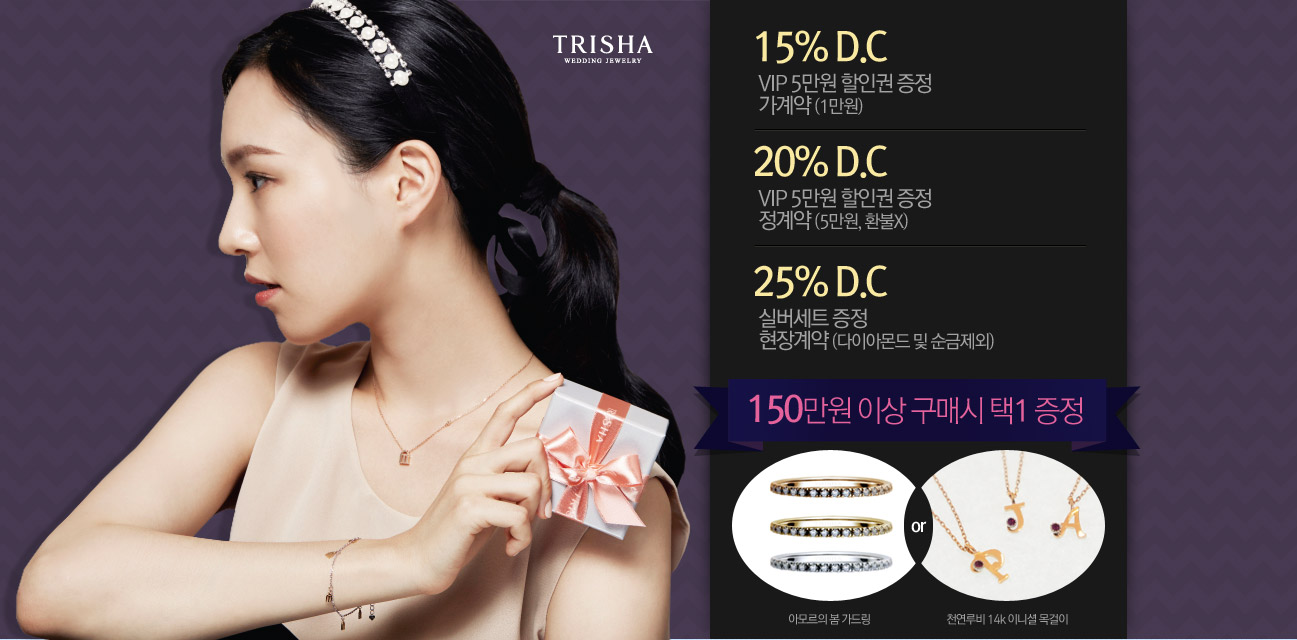 TRISHA
WEDDING JEWELRY
15% D.C
VIP 5만원 할인권 증정
가계약 (1만원)
20% D.C
VIP 5만원 할인권 증정
정계약 (5만원, 환불X)
25% D.C
실버세트 증정
현장계약 (다이아몬드 및 순금제외)
150만원 이상 구매시 택1 증정
TRISHA
or
J
A
P
아모르의 봄 가드링
천연루비 14k 이니셜 목걸이